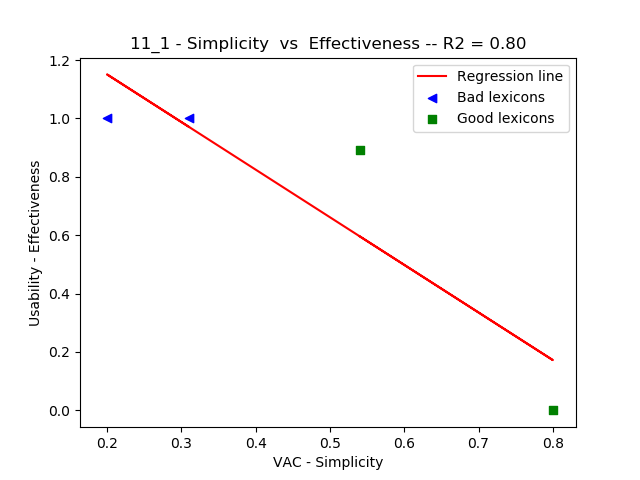 11_1 - Simplicity  vs  Effectiveness -- R2 = 0.80
Regression line
Bad lexicons
Good lexicons
Usability - Effectiveness
1.2
1.0
0.8
0.6
0.4
0.2
0.0
0.2 0.3 0.4 0.5 0.6 0.7 0.8
VAC - Simplicity